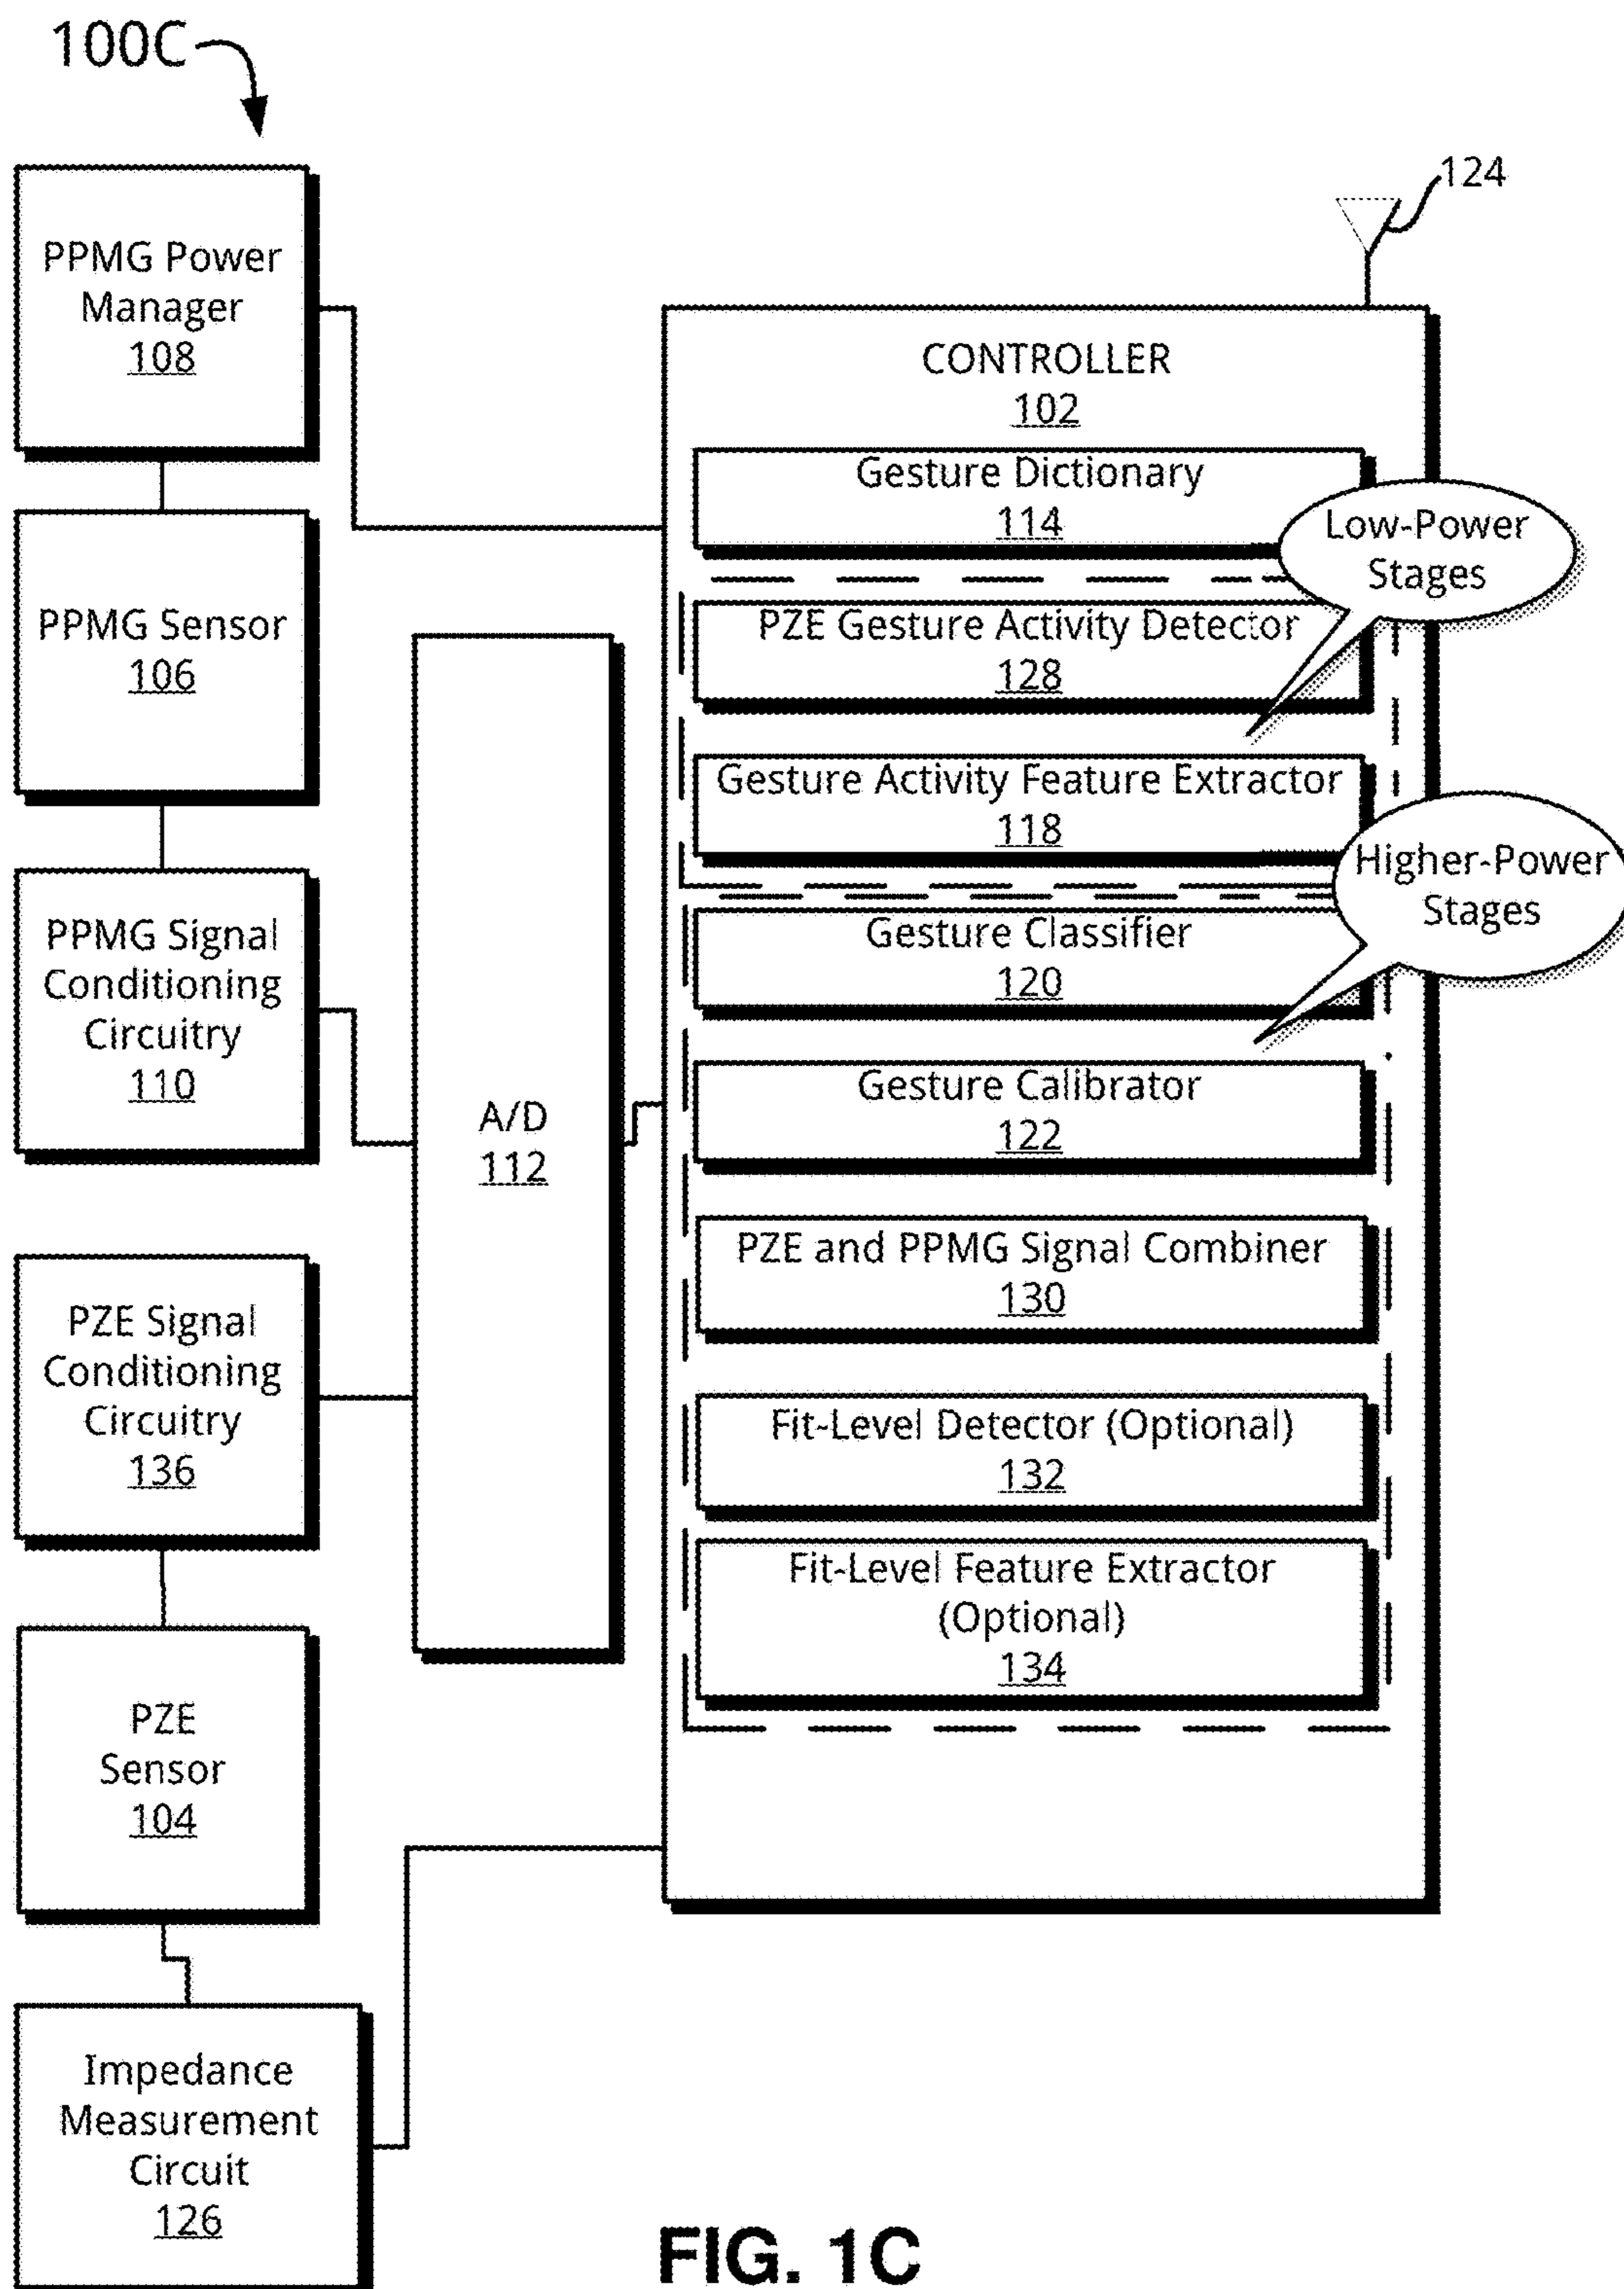 100C
124
PPMG Power
Manager
108
PPMG Sensor
106
PPMG Signal
Conditioning
Circuitry
110
PZE Signal
Conditioning
Circuitry
136
PZE
Sensor
104
Impedance
Measurement
Circuit
126
A/D
112
CONTROLLER
102
Gesture Dictionary
114
Low-Power
Stages
PZE Gesture Activity Detector
128
Gesture Activity Feature Extractor
118
Higher-Power
Stages
Gesture Classifier
120
Gesture Calibrator
122
PZE and PPMG Signal Combiner
130
Fit-Level Detector (Optional)
132
Fit-Level Feature Extractor
(Optional)
134
FIG. 1C